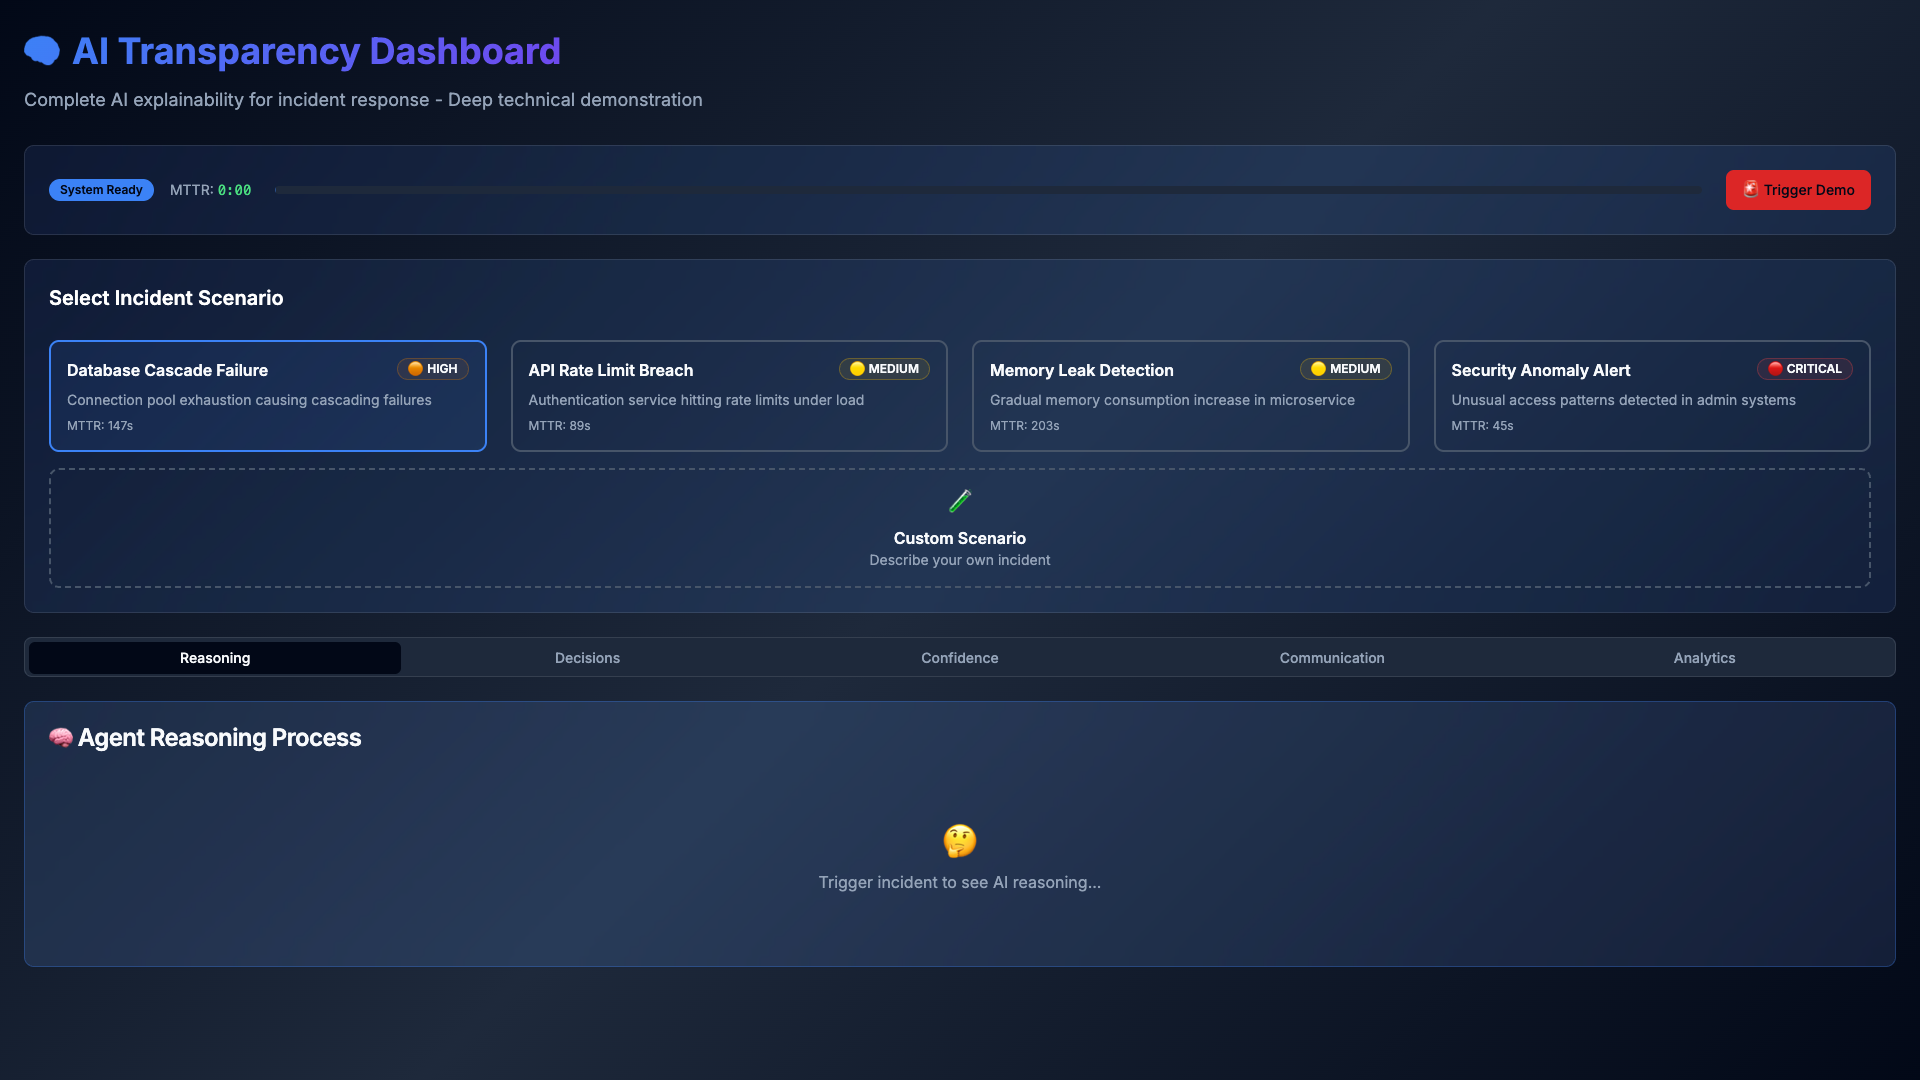 🧠 AI Transparency Dashboard
Complete AI explainability for incident response - Deep technical demonstration
System Ready MTTR: 0:00 🚨 Trigger Demo
Select Incident Scenario
Database Cascade Failure 🟠 HIGH
Connection pool exhaustion causing cascading failures
MTTR: 147s
API Rate Limit Breach 🟡 MEDIUM
Authentication service hitting rate limits under load
MTTR: 89s
Memory Leak Detection 🟡 MEDIUM
Gradual memory consumption increase in microservice
MTTR: 203s
Security Anomaly Alert 🔴 CRITICAL
Unusual access patterns detected in admin systems
MTTR: 45s
🧪
Custom Scenario
Describe your own incident
Reasoning Decisions Confidence Communication Analytics
🧠 Agent Reasoning Process
🤔
Trigger incident to see AI reasoning...